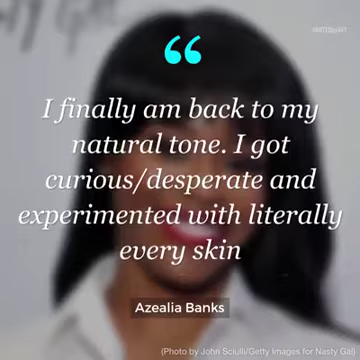 “
I finally am back to my
natural tone. I got
curious/desperate and
experimented with literally
every skin
Azealia Banks
(Photo by John Sciulli/Getty Images for Nasty Gal)